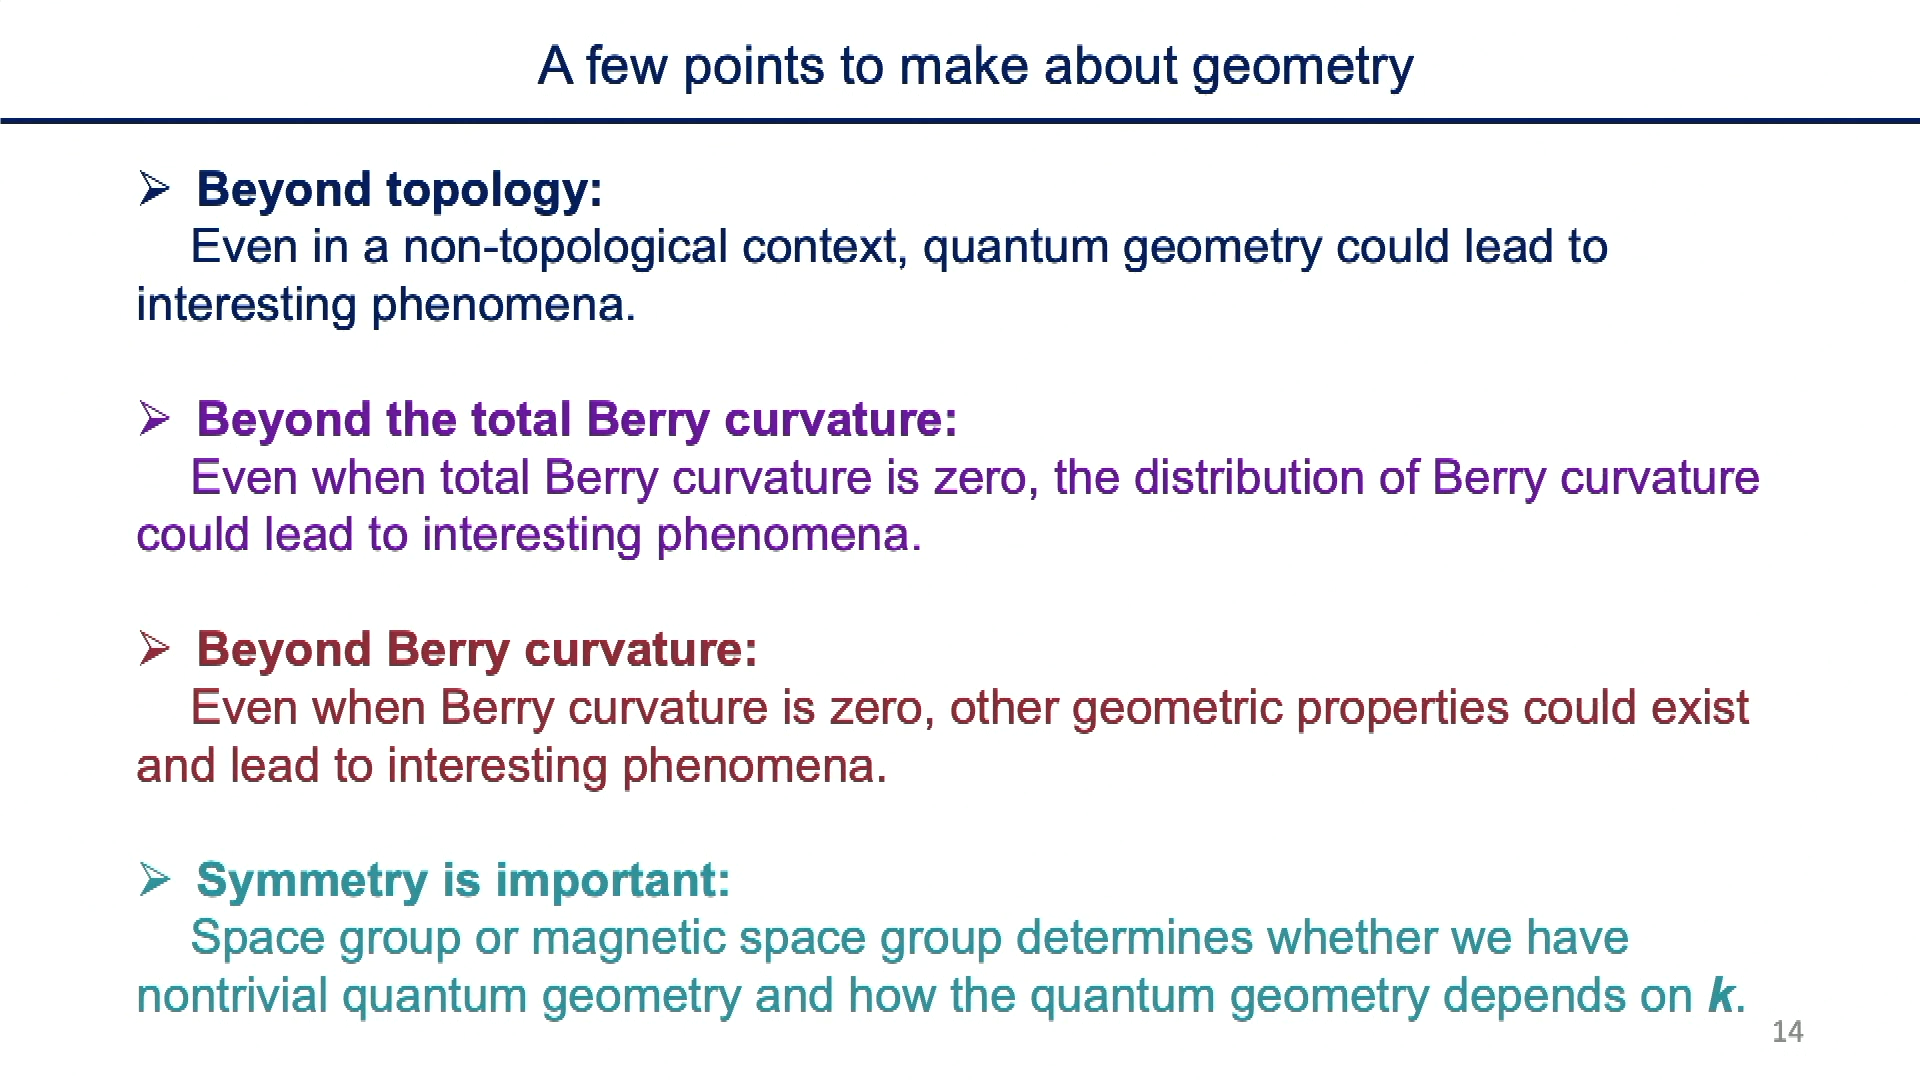 A few points to make about geometry
➢ Beyond topology:
Even in a non-topological context, quantum geometry could lead to
interesting phenomena.
➢ Beyond the total Berry curvature:
Even when total Berry curvature is zero, the distribution of Berry curvature
could lead to interesting phenomena.
➢ Beyond Berry curvature:
Even when Berry curvature is zero, other geometric properties could exist
and lead to interesting phenomena.
➢ Symmetry is important:
Space group or magnetic space group determines whether we have
nontrivial quantum geometry and how the quantum geometry depends on k.
14